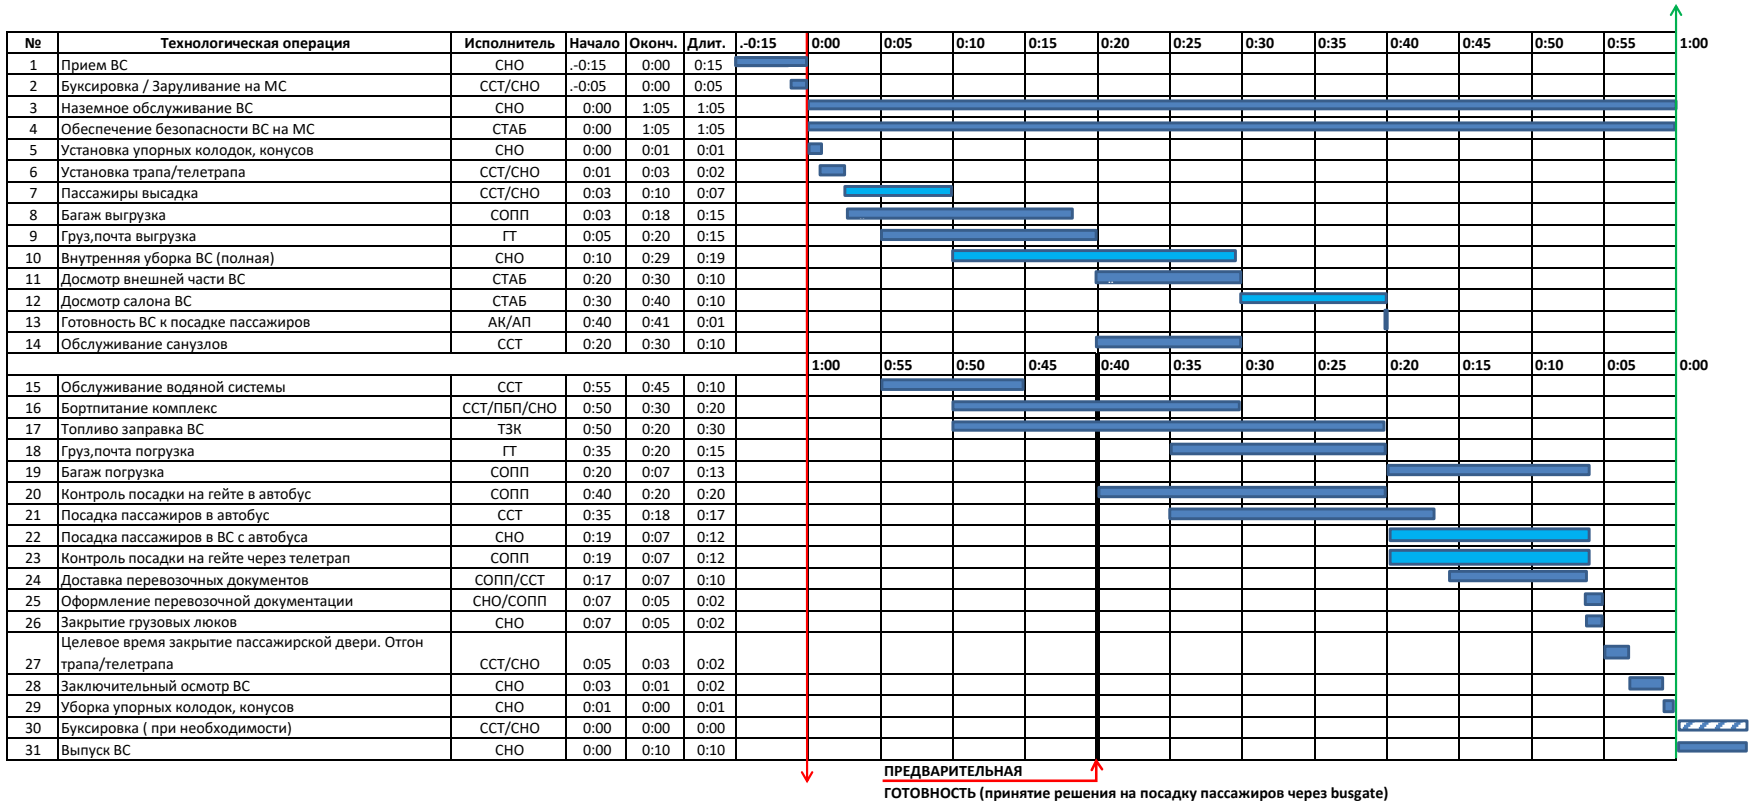 № Технологическая операция Исполнитель Начало Оконч. Длит. .-0:15 0:00 0:05 0:10 0:15 0:20 0:25 0:30 0:35 0:40 0:45 0:50 0:55 1:00
1 Прием ВС СНО .-0:15 0:00 0:15
2 Буксировка / Заруливание на МС ССТ/СНО .-0:05 0:00 0:05
3 Наземное обслуживание ВС СНО 0:00 1:05 1:05
4 Обеспечение безопасности ВС на МС СТАБ 0:00 1:05 1:05
5 Установка упорных колодок, конусов СНО 0:00 0:01 0:01
6 Установка трапа/телетрапа ССТ/СНО 0:01 0:03 0:02
7 Пассажиры высадка ССТ/СНО 0:03 0:10 0:07
8 Багаж выгрузка СОПП 0:03 0:18 0:15
9 Груз,почта выгрузка ГТ 0:05 0:20 0:15
10 Внутренняя уборка ВС (полная) СНО 0:10 0:29 0:19
11 Досмотр внешней части ВС СТАБ 0:20 0:30 0:10
12 Досмотр салона ВС СТАБ 0:30 0:40 0:10
13 Готовность ВС к посадке пассажиров АК/АП 0:40 0:41 0:01
14 Обслуживание санузлов ССТ 0:20 0:30 0:10
1:00 0:55 0:50 0:45 0:40 0:35 0:30 0:25 0:20 0:15 0:10 0:05 0:00
15 Обслуживание водяной системы ССТ 0:55 0:45 0:10
16 Бортпитание комплекс ССТ/ПБП/СНО 0:50 0:30 0:20
17 Топливо заправка ВС ТЗК 0:50 0:20 0:30
18 Груз,почта погрузка ГТ 0:35 0:20 0:15
19 Багаж погрузка СОПП 0:20 0:07 0:13
20 Контроль посадки на гейте в автобус СОПП 0:40 0:20 0:20
21 Посадка пассажиров в автобус ССТ 0:35 0:18 0:17
22 Посадка пассажиров в ВС с автобуса СНО 0:19 0:07 0:12
23 Контроль посадки на гейте через телетрап СОПП 0:19 0:07 0:12
24 Доставка перевозочных документов СОПП/ССТ 0:17 0:07 0:10
25 Оформление перевозочной документации СНО/СОПП 0:07 0:05 0:02
26 Закрытие грузовых люков СНО 0:07 0:05 0:02
Целевое время закрытие пассажирской двери. Отгон
27 трапа/телетрапа ССТ/СНО 0:05 0:03 0:02
28 Заключительный осмотр ВС СНО 0:03 0:01 0:02
29 Уборка упорных колодок, конусов СНО 0:01 0:00 0:01
30 Буксировка ( при необходимости) ССТ/СНО 0:00 0:00 0:00
31 Выпуск ВС СНО 0:00 0:10 0:10
ПРЕДВАРИТЕЛЬНАЯ
ГОТОВНОСТЬ (принятие решения на посадку пассажиров через busgate)